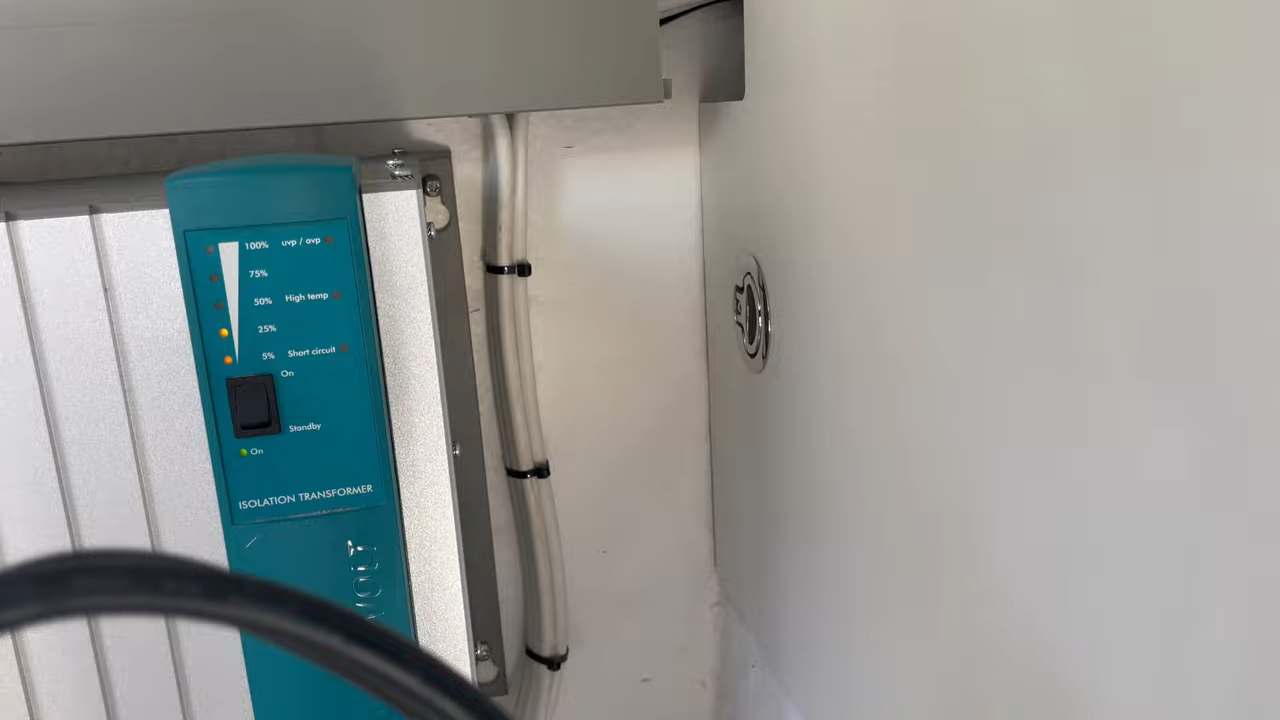 100% uvp / ovp
75%
50% High temp
25%
5% Short circuit
On
Standby
On
ISOLATION TRANSFORMER